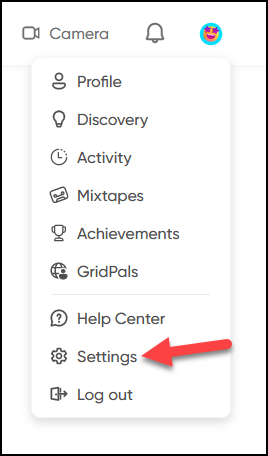 Camera
Profile
Discovery
Activity
Mixtapes
Achievements
GridPals
Help Center
Settings
Log out